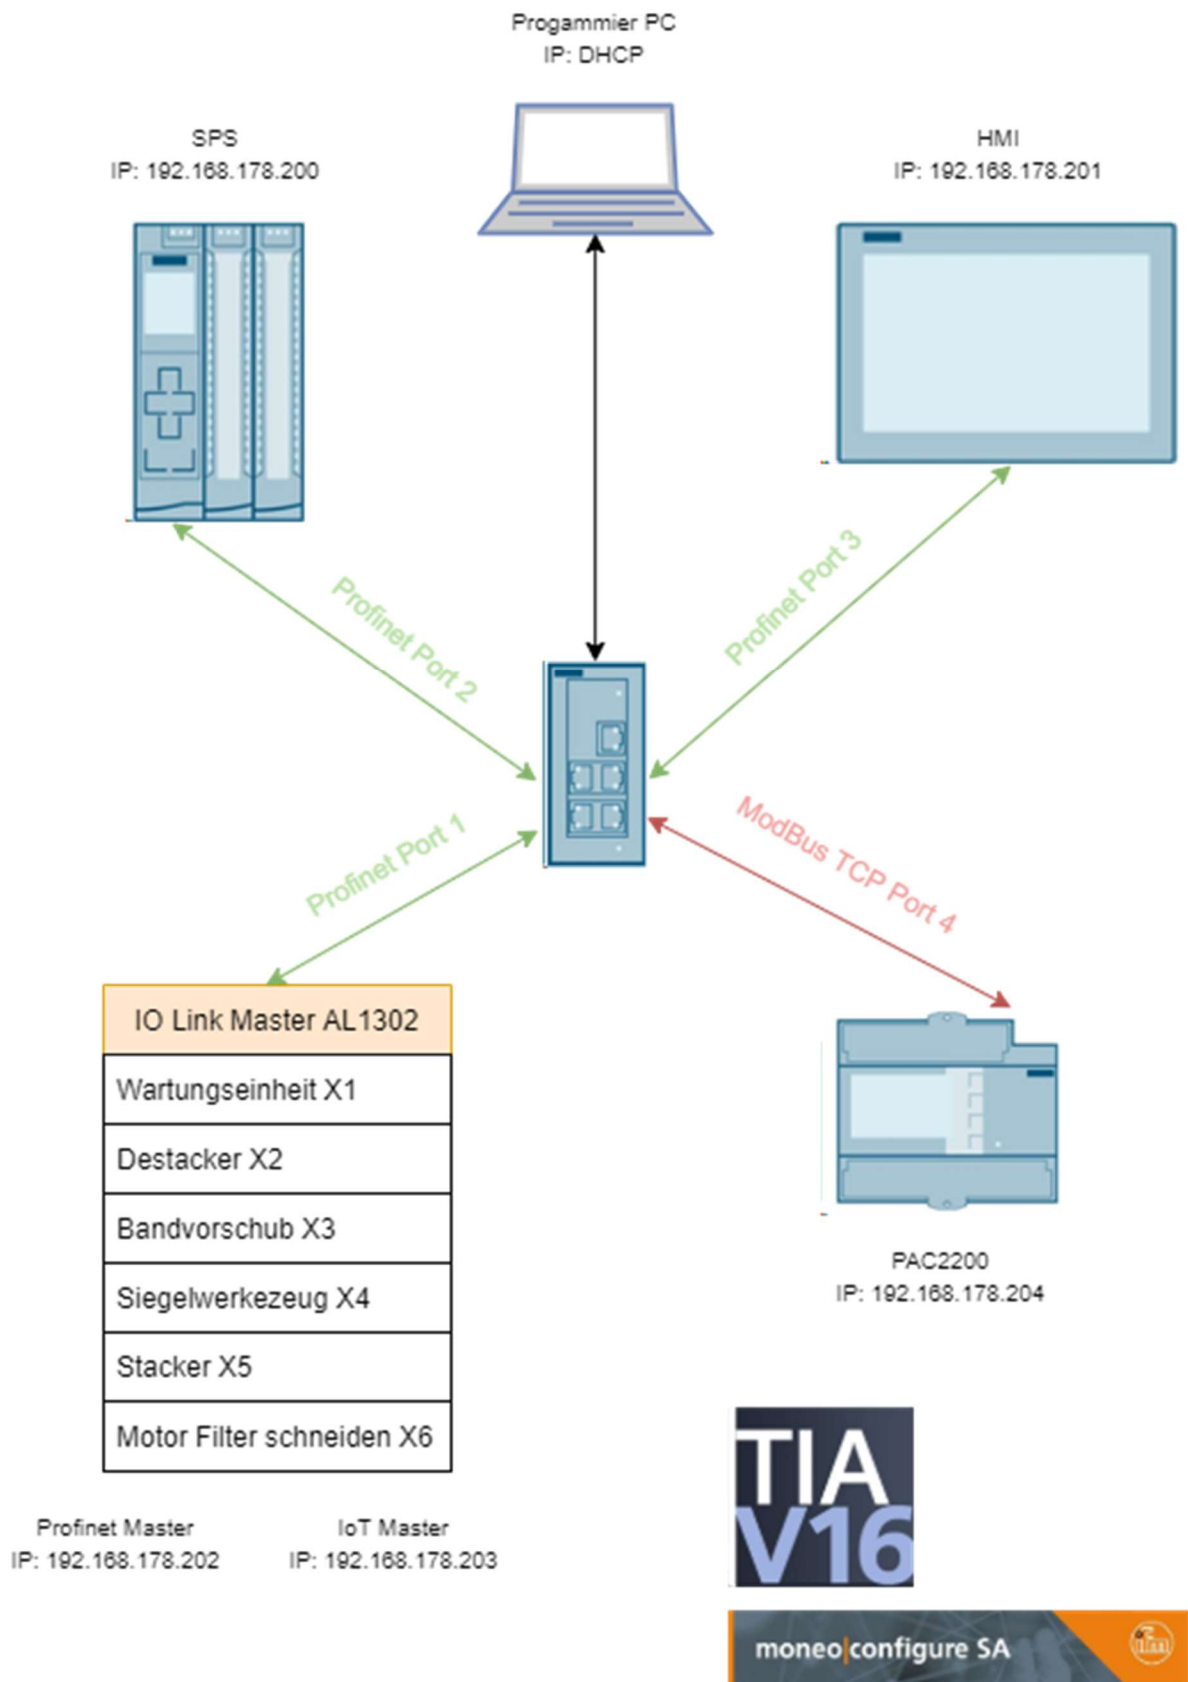 Progammier PC
IP: DHCP
SPS
IP: 192.168.178.200
HMI
IP: 192.168.178.201
Profinet Port 2
Profinet Port 3
Profinet Port 1
ModBus TCP Port 4
IO Link Master AL1302
Wartungseinheit X1
Destacker X2
Bandvorschub X3
Siegelwerkezeug X4
Stacker X5
Motor Filter schneiden X6
PAC2200
IP: 192.168.178.204
Profinet Master
IP: 192.168.178.202
IoT Master
IP: 192.168.178.203
TIA
V16
moneo|configure SA
ifm